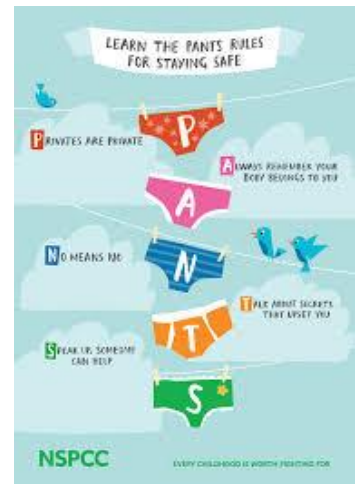 LEARN THE PANTS RULES
FOR STAYING SAFE
P
PRIVATES ARE PRIVATE
A
ALWAYS REMEMBER YOUR
BODY BELONGS TO YOU
N
NO MEANS NO
T
TALK ABOUT SECRETS
THAT UPSET YOU
S
SPEAK UP, SOMEONE
CAN HELP
NSPCC
EVERY CHILDHOOD IS WORTH FIGHTING FOR